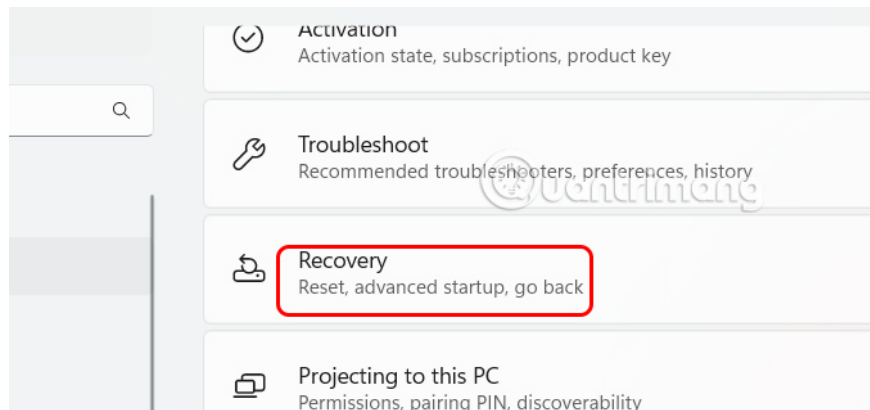 Activation
Activation state, subscriptions, product key
Troubleshoot
Recommended troubleshooters, preferences, history
Quantrimang
Recovery
Reset, advanced startup, go back
Projecting to this PC
Permissions, pairing PIN, discoverability